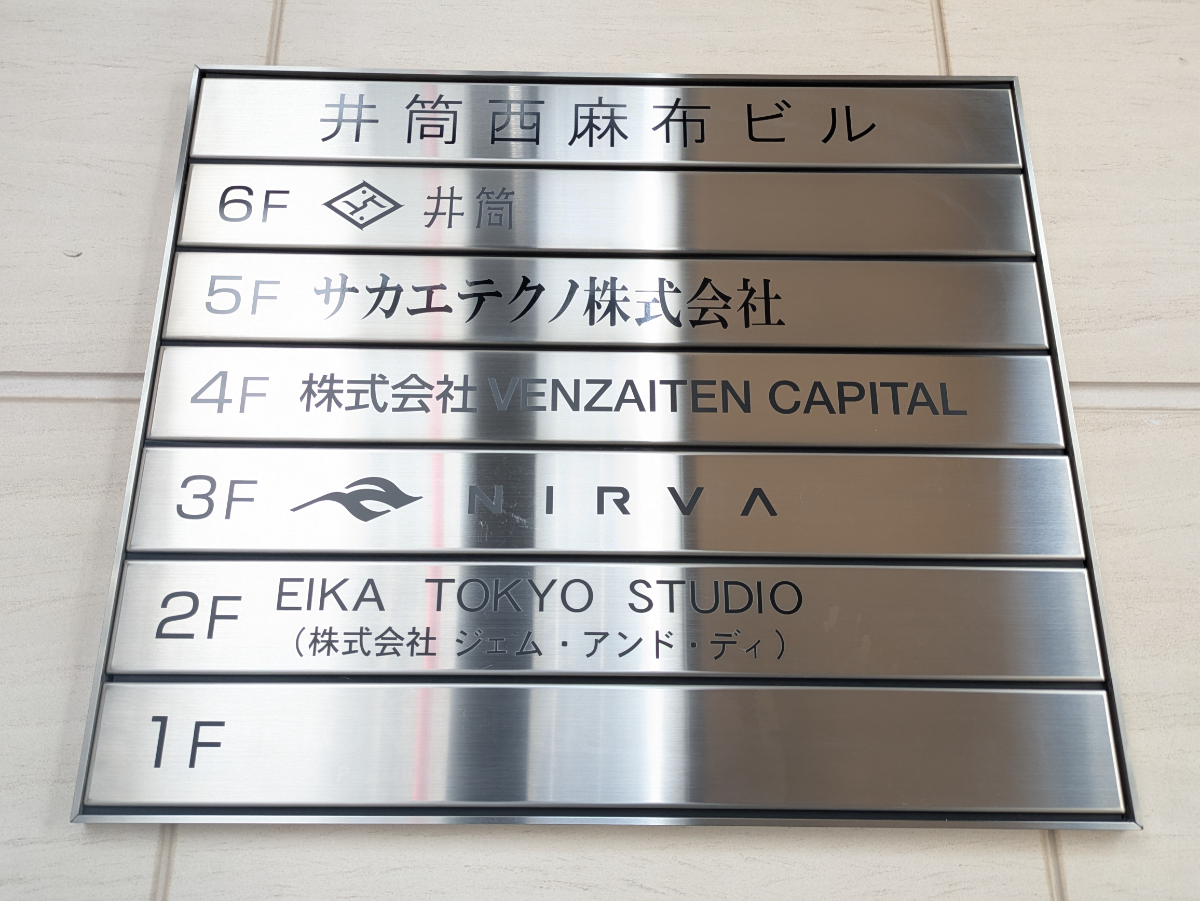 井筒西麻布ビル
6F 井筒
5F サカエテクノ株式会社
4F 株式会社 VENZAITEN CAPITAL
3F NIRVA
2F EIKA TOKYO STUDIO
(株式会社 ジェム・アンド・ディ)
1F